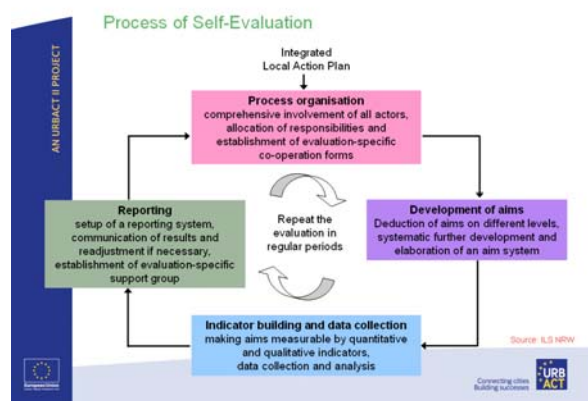 Process of Self-Evaluation
AN URBACT II PROJECT
Integrated
Local Action Plan
Process organisation
comprehensive involvement of all actors,
allocation of responsibilities and
establishment of evaluation-specific
co-operation forms
Reporting
setup of a reporting system,
communication of results and
readjustment if necessary,
establishment of evaluation-specific
support group
Repeat the
evaluation in
regular periods
Development of aims
Deduction of aims on different levels,
systematic further development and
elaboration of an aim system
Indicator building and data collection
making aims measurable by quantitative
and qualitative indicators,
data collection and analysis
Source: ILS NRW
European Union
Connecting cities
Building successes
URB
ACT